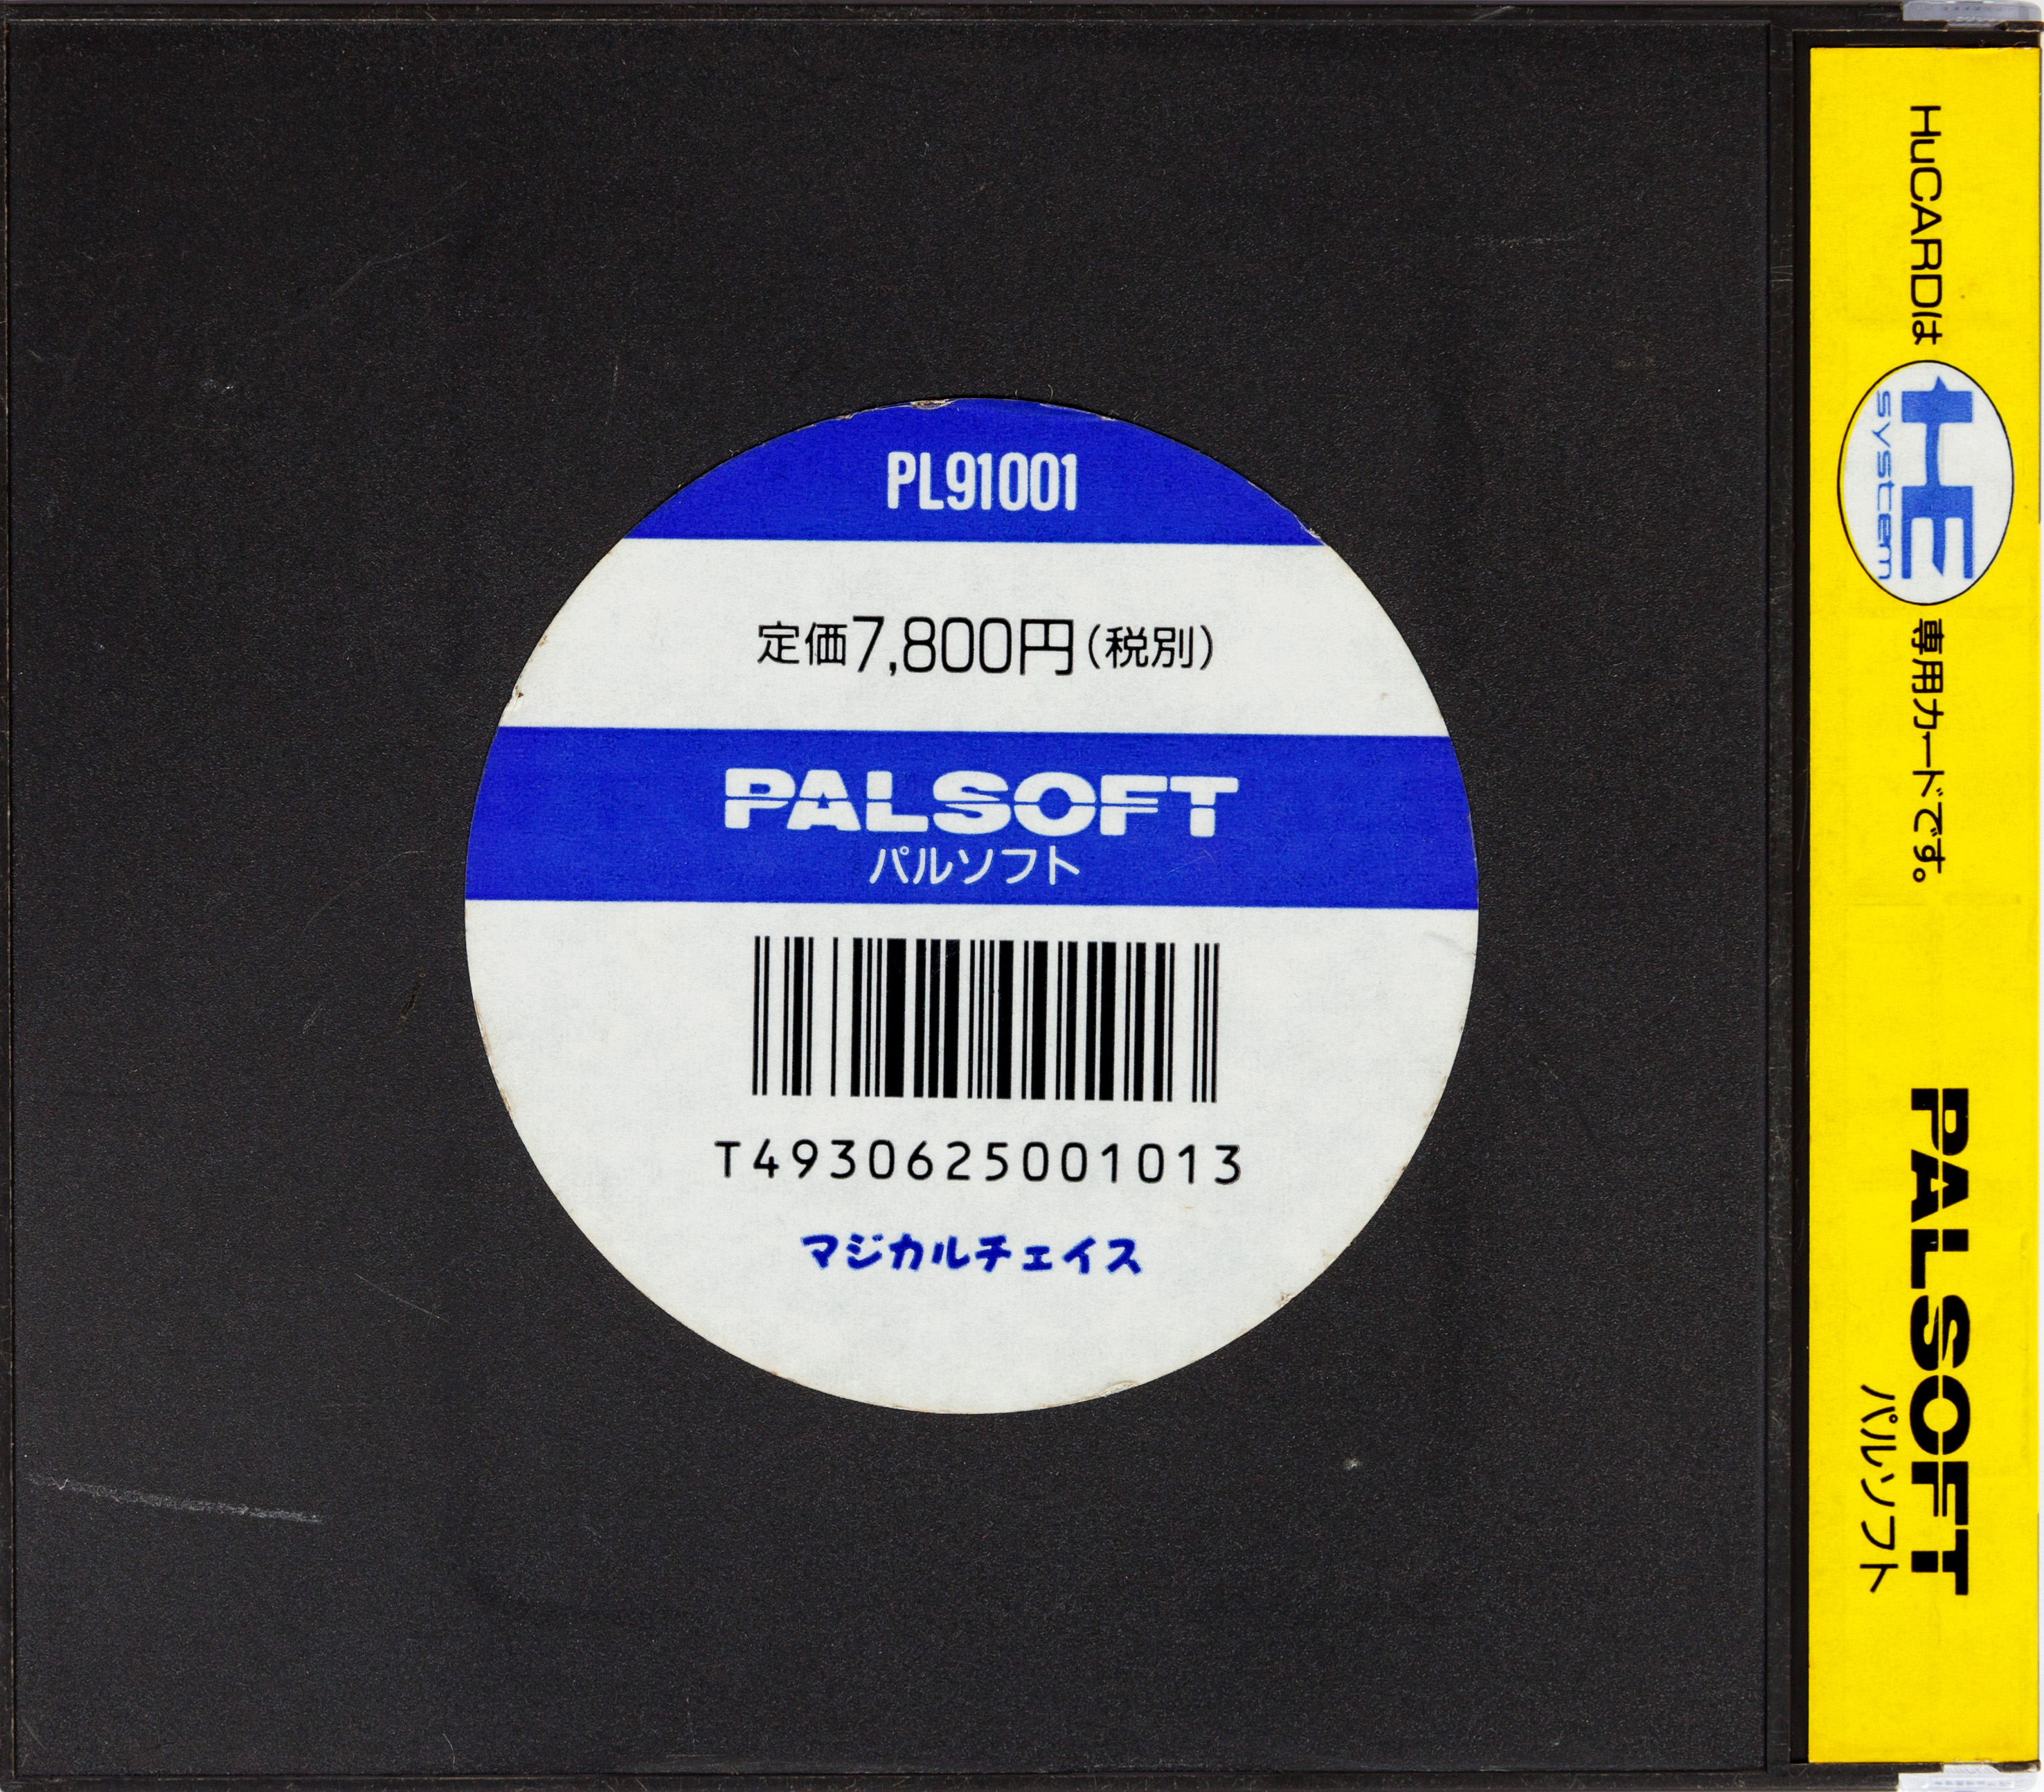 PL91001
定価7,800円(税別)
PALSOFT
パルソフト
T4930625001013
マジカルチェイス
HuCARDは HE system 専用カードです。
PALSOFT
パルソフト